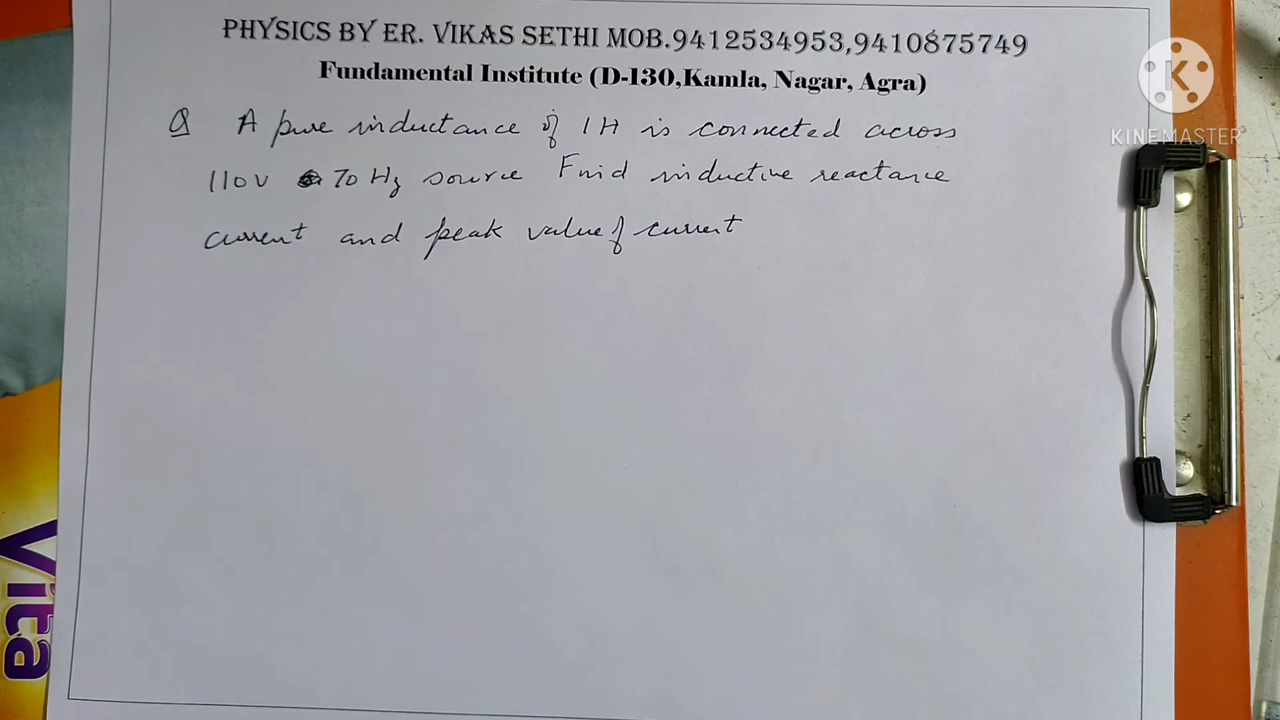 PHYSICS BY ER. VIKAS SETHI MOB.9412534953,9410875749
Fundamental Institute (D-130,Kamla, Nagar, Agra)
KINEMASTER
Q A pure inductance of 1H is connected across
110V 70 Hz source Find inductive reactance
current and peak value of current
Vita